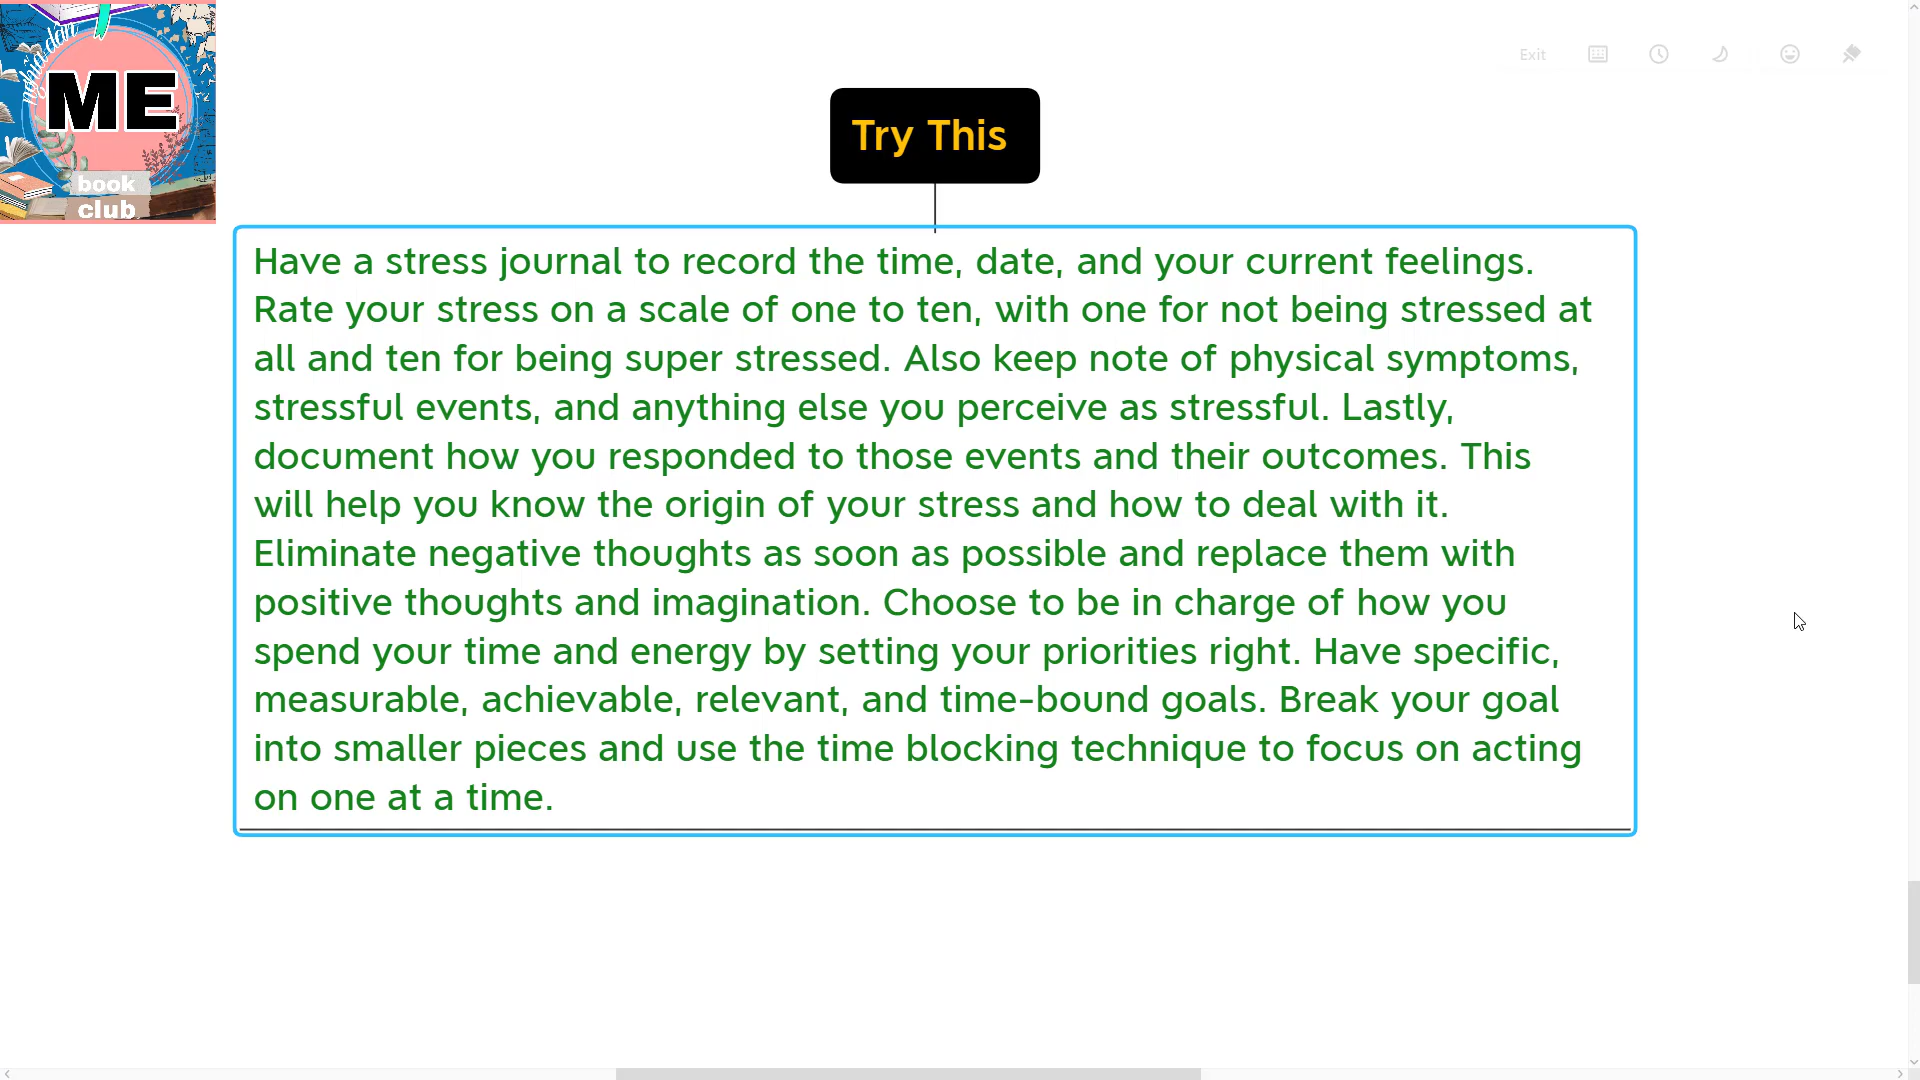 nghia dan
ME
book
club
Exit
Try This
Have a stress journal to record the time, date, and your current feelings.
Rate your stress on a scale of one to ten, with one for not being stressed at
all and ten for being super stressed. Also keep note of physical symptoms,
stressful events, and anything else you perceive as stressful. Lastly,
document how you responded to those events and their outcomes. This
will help you know the origin of your stress and how to deal with it.
Eliminate negative thoughts as soon as possible and replace them with
positive thoughts and imagination. Choose to be in charge of how you
spend your time and energy by setting your priorities right. Have specific,
measurable, achievable, relevant, and time-bound goals. Break your goal
into smaller pieces and use the time blocking technique to focus on acting
on one at a time.